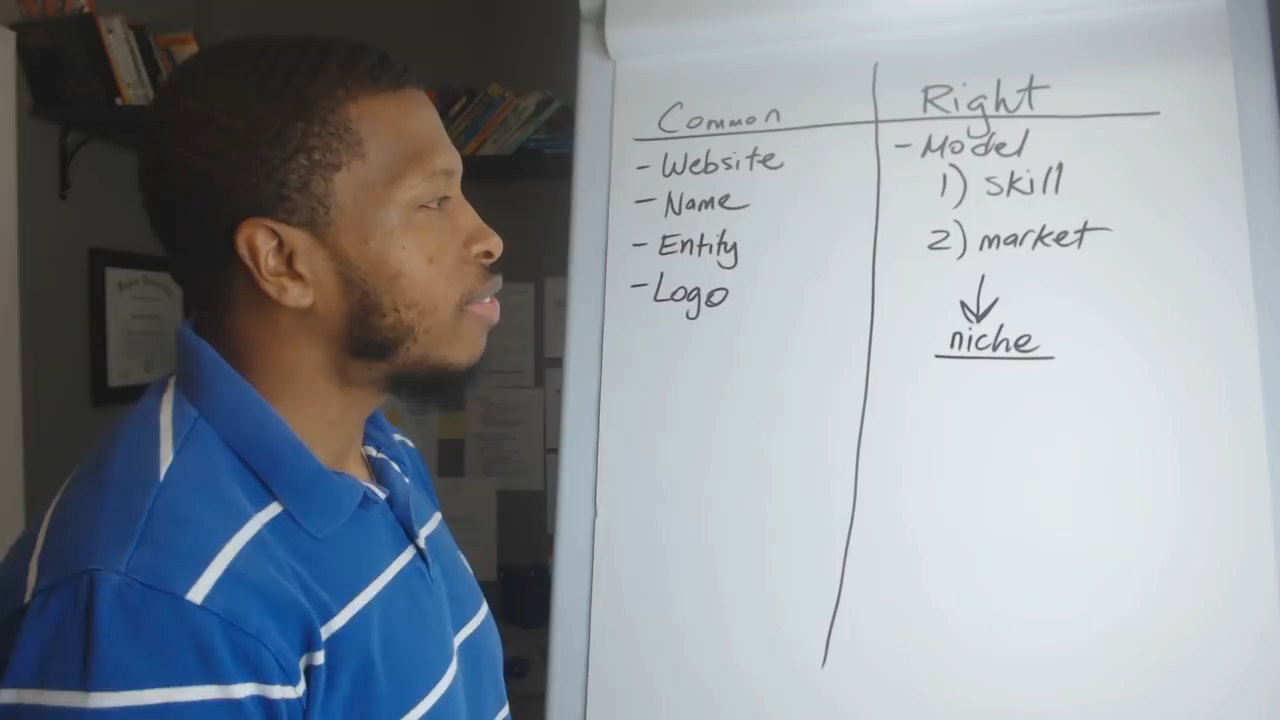 Common
- Website
- Name
- Entity
- Logo
Right
- Model
1) skill
2) market
niche